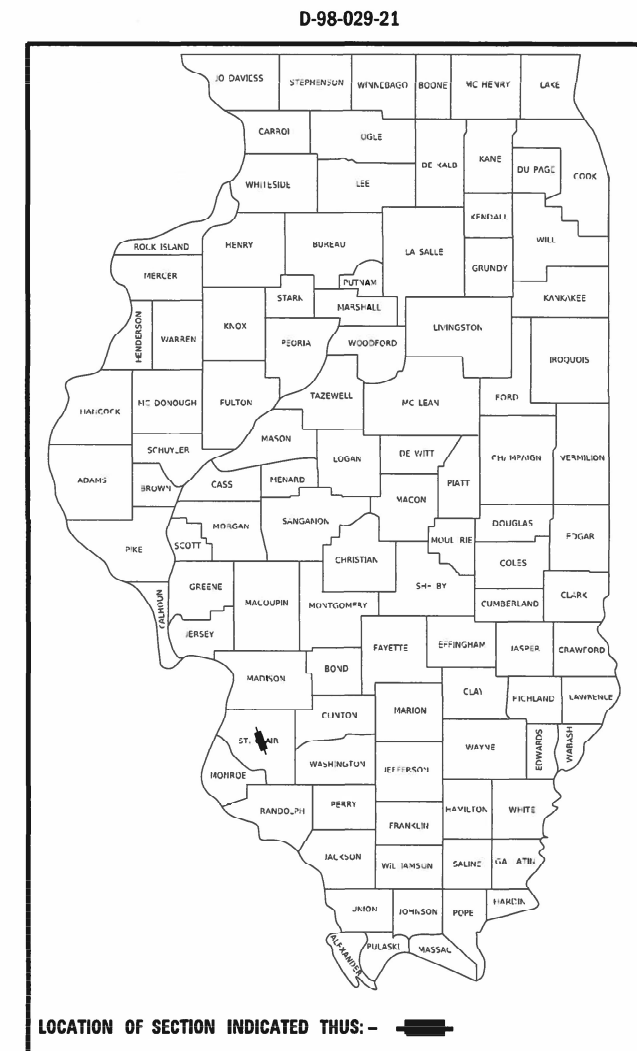 D-98-029-21
JO DAVIESS STEPHENSON WINNEBAGO BOONE MC HENRY LAKE
CARROL OGLE
DE KALB KANE DU PAGE COOK
WHITESIDE LEE
KENDALL
ROCK ISLAND HENRY BUREAU LA SALLE WILL
MERCER GRUNDY
PUTNAM
STARK MARSHALL KANKAKEE
HENDERSON WARREN KNOX PEORIA WOODFORD LIVINGSTON
IROQUOIS
HANCOCK MC DONOUGH FULTON TAZEWELL MC LEAN FORD
MASON
SCHUYLER LOGAN DE WITT CHAMPAIGN VERMILION
ADAMS BROWN CASS MENARD PIATT
MACON
MORGAN SANGAMON DOUGLAS
PIKE SCOTT CHRISTIAN MOULTRIE EDGAR
COLES
CALHOUN GREENE SHELBY
MACOUPIN MONTGOMERY CUMBERLAND CLARK
JERSEY
FAYETTE EFFINGHAM JASPER CRAWFORD
MADISON BOND
CLAY RICHLAND LAWRENCE
CLINTON MARION
ST. CLAIR
WASHINGTON JEFFERSON WAYNE EDWARDS WABASH
MONROE
RANDOLPH PERRY HAMILTON WHITE
FRANKLIN
JACKSON WILLIAMSON SALINE GALLATIN
UNION JOHNSON POPE HARDIN
ALEXANDER PULASKI MASSAC
LOCATION OF SECTION INDICATED THUS: –